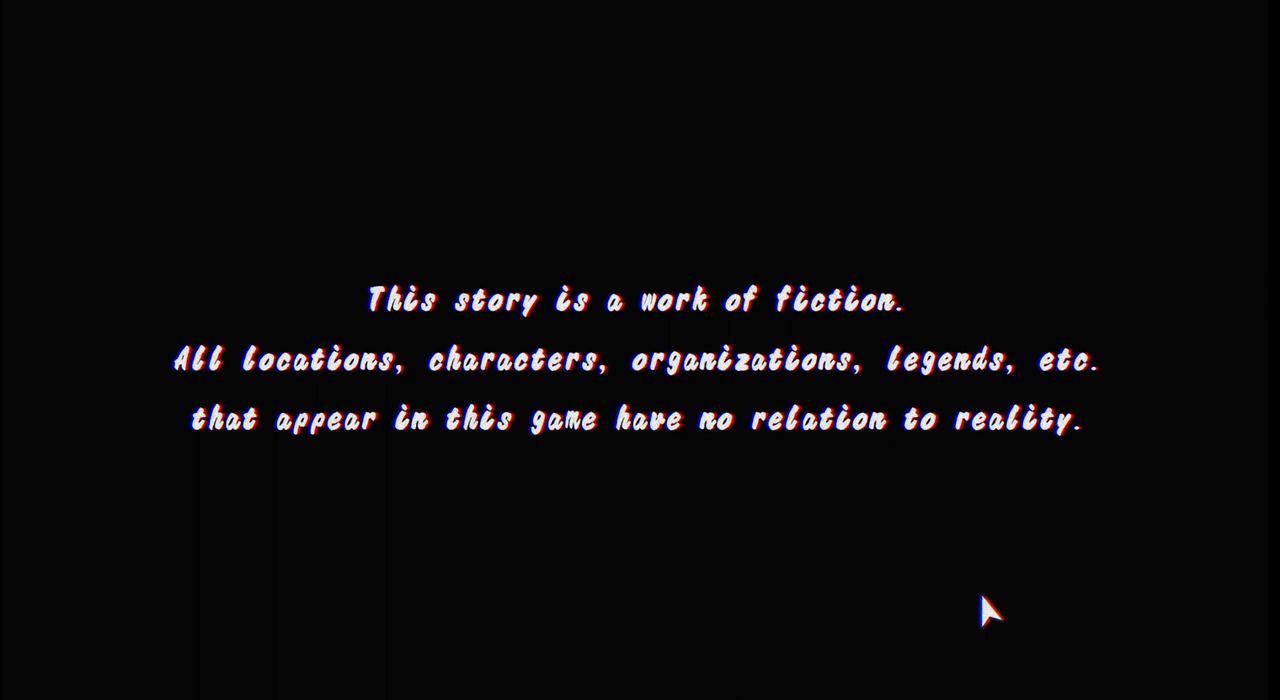 This story is a work of fiction.
All locations, characters, organizations, legends, etc.
that appear in this game have no relation to reality.